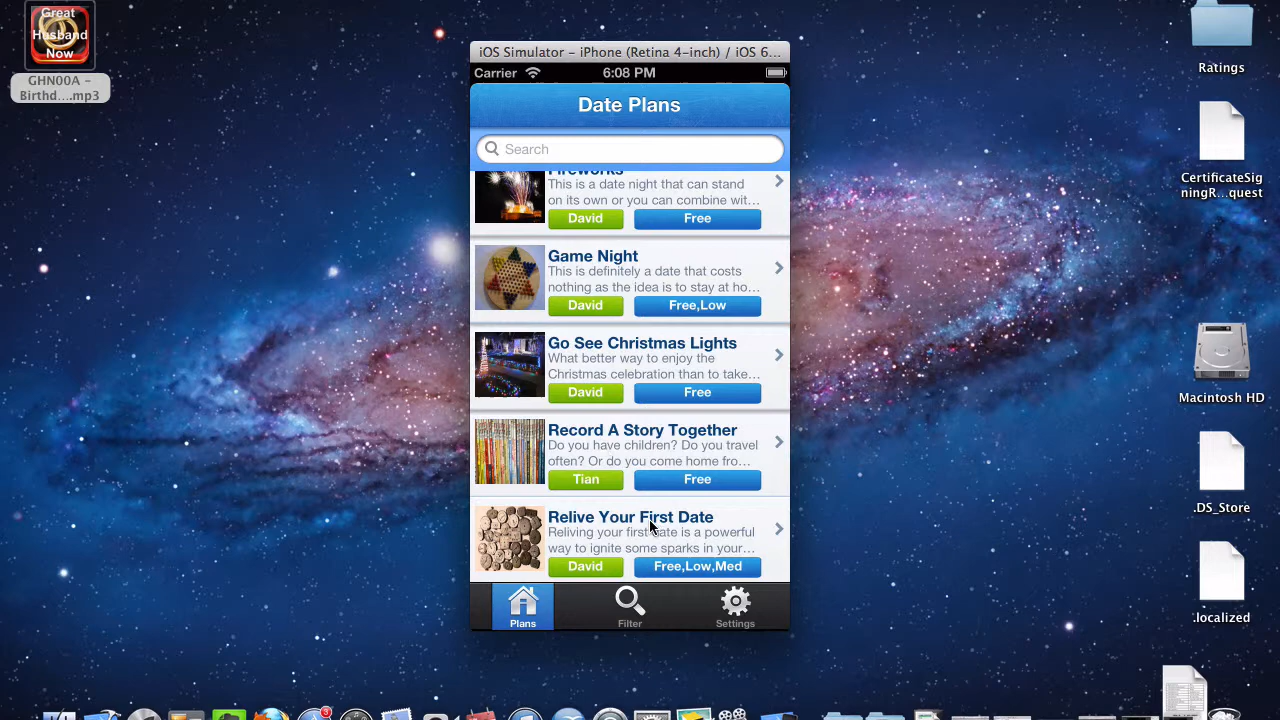 Great
Husband
Now
GHN00A –
Birthd....mp3
iOS Simulator – iPhone (Retina 4-inch) / iOS 6...
Carrier 6:08 PM
Date Plans
Search
Fireworks
This is a date night that can stand
on its own or you can combine wit...
David Free
Game Night
This is definitely a date that costs
nothing as the idea is to stay at ho...
David Free,Low
Go See Christmas Lights
What better way to enjoy the
Christmas celebration than to take...
David Free
Record A Story Together
Do you have children? Do you travel
often? Or do you come home fro...
Tian Free
Relive Your First Date
Reliving your first date is a powerful
way to ignite some sparks in your...
David Free,Low,Med
Plans Filter Settings
Ratings
CertificateSig
ningR...quest
Macintosh HD
.DS_Store
.localized
3